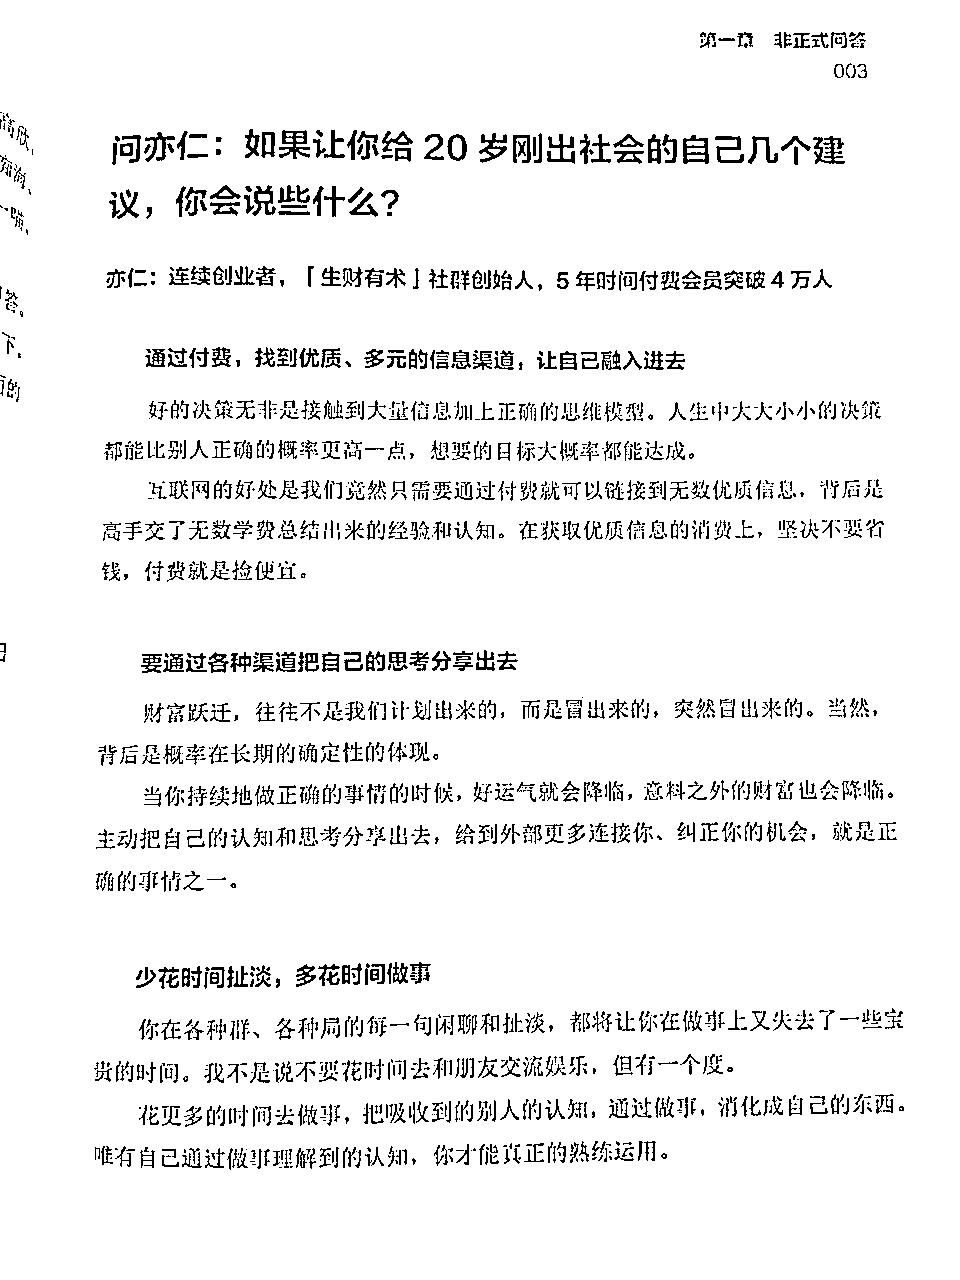 第一章 非正式问答
003
问亦仁：如果让你给 20 岁刚出社会的自己几个建
议，你会说些什么？
亦仁：连续创业者，「生财有术」社群创始人，5 年时间付费会员突破 4 万人
通过付费，找到优质、多元的信息渠道，让自己融入进去
好的决策无非是接触到大量信息加上正确的思维模型。人生中大大小小的决策
都能比别人正确的概率更高一点，想要的目标大概率都能达成。
互联网的好处是我们竟然只需要通过付费就可以链接到无数优质信息，背后是
高手交了无数学费总结出来的经验和认知。在获取优质信息的消费上，坚决不要省
钱，付费就是捡便宜。
要通过各种渠道把自己的思考分享出去
财富跃迁，往往不是我们计划出来的，而是冒出来的，突然冒出来的。当然，
背后是概率在长期的确定性的体现。
当你持续地做正确的事情的时候，好运气就会降临，意料之外的财富也会降临。
主动把自己的认知和思考分享出去，给到外部更多连接你、纠正你的机会，就是正
确的事情之一。
少花时间扯淡，多花时间做事
你在各种群、各种局的每一句闲聊和扯淡，都将让你在做事上又失去了一些宝
贵的时间。我不是说不要花时间去和朋友交流娱乐，但有一个度。
花更多的时间去做事，把吸收到的别人的认知，通过做事，消化成自己的东西。
唯有自己通过做事理解到的认知，你才能真正的熟练运用。
高欣，
一喵、
答。
下。
的